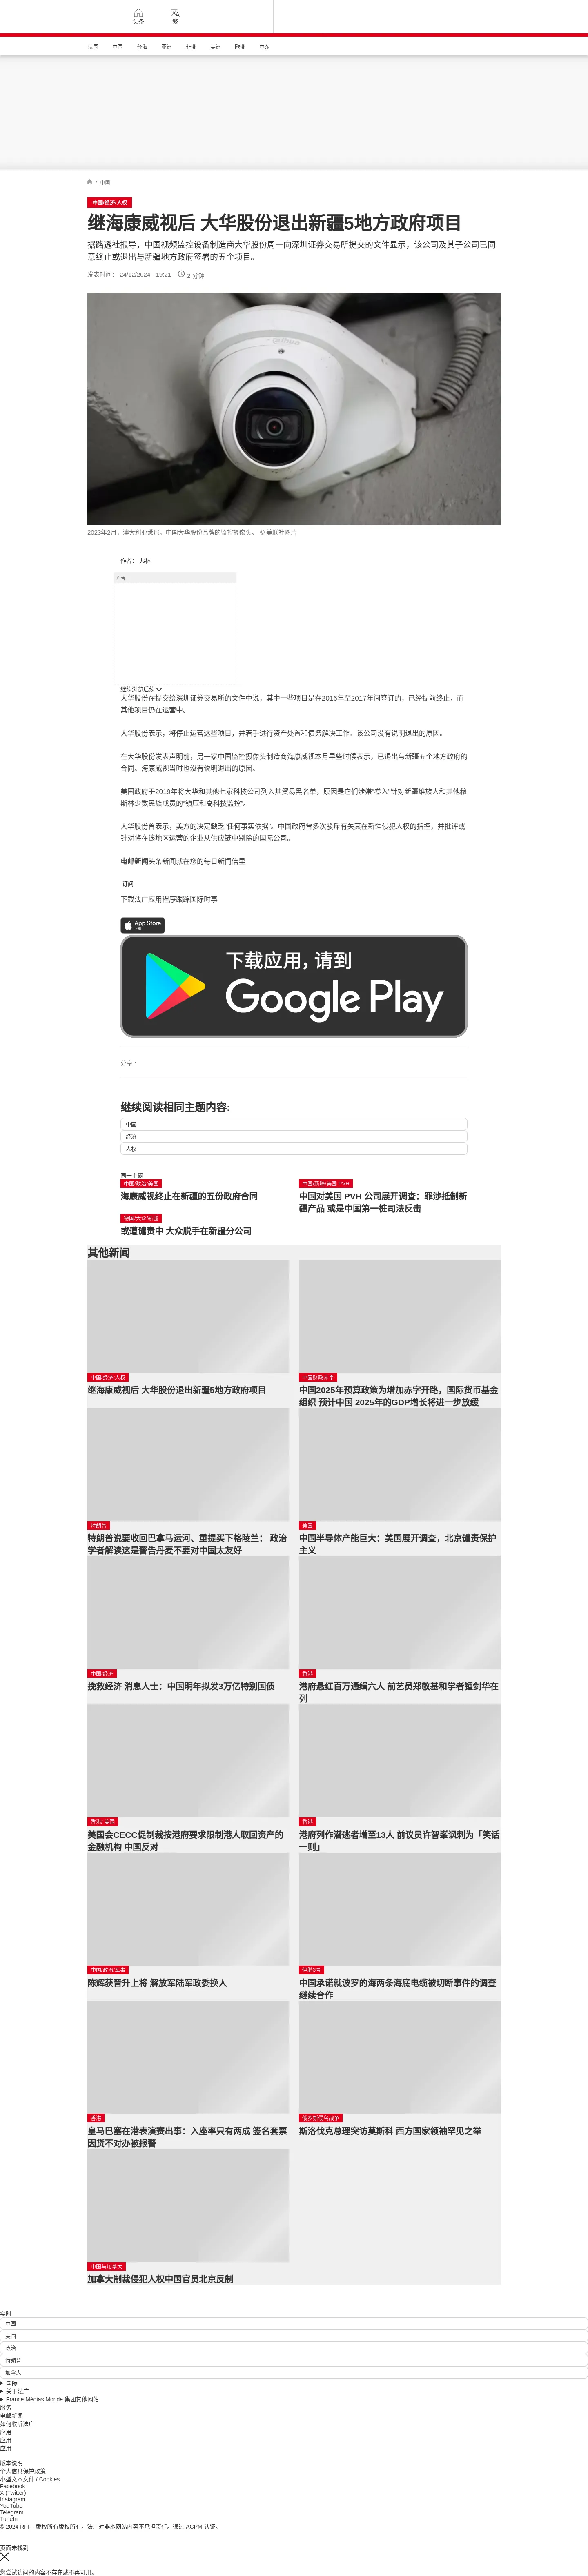 头条
繁
法国
中国
台海
亚洲
非洲
美洲
欧洲
中东
/ 中国
中国/经济/人权
继海康威视后 大华股份退出新疆5地方政府项目
据路透社报导，中国视频监控设备制造商大华股份周一向深圳证券交易所提交的文件显示，该公司及其子公司已同
意终止或退出与新疆地方政府签署的五个项目。
发表时间： 24/12/2024 - 19:21 2 分钟
2023年2月，澳大利亚悉尼，中国大华股份品牌的监控摄像头。 © 美联社图片
作者： 弗林
广告
继续浏览后续
大华股份在提交给深圳证券交易所的文件中说，其中一些项目是在2016年至2017年间签订的，已经提前终止，而
其他项目仍在运营中。
大华股份表示，将停止运营这些项目，并着手进行资产处置和债务解决工作。该公司没有说明退出的原因。
在大华股份发表声明前，另一家中国监控摄像头制造商海康威视本月早些时候表示，已退出与新疆五个地方政府的
合同。海康威视当时也没有说明退出的原因。
美国政府于2019年将大华和其他七家科技公司列入其贸易黑名单，原因是它们涉嫌“卷入”针对新疆维族人和其他穆
斯林少数民族成员的“镇压和高科技监控”。
大华股份曾表示，美方的决定缺乏“任何事实依据”。中国政府曾多次驳斥有关其在新疆侵犯人权的指控，并批评或
针对将在该地区运营的企业从供应链中剔除的国际公司。
电邮新闻头条新闻就在您的每日新闻信里
订阅
下载法广应用程序跟踪国际时事
App Store
下载
下载应用，请到
Google Play
分享 :
继续阅读相同主题内容:
中国
经济
人权
同一主题
中国/政治/美国
海康威视终止在新疆的五份政府合同
中国/新疆/美国 PVH
中国对美国 PVH 公司展开调查：罪涉抵制新
疆产品 或是中国第一桩司法反击
德国/大众/新疆
或遭谴责中 大众脱手在新疆分公司
其他新闻
中国/经济/人权
继海康威视后 大华股份退出新疆5地方政府项目
中国财政赤字
中国2025年预算政策为增加赤字开路，国际货币基金
组织 预计中国 2025年的GDP增长将进一步放缓
特朗普
特朗普说要收回巴拿马运河、重提买下格陵兰： 政治
学者解读这是警告丹麦不要对中国太友好
美国
中国半导体产能巨大：美国展开调查，北京谴责保护
主义
中国/经济
挽救经济 消息人士：中国明年拟发3万亿特别国债
香港
港府悬红百万通缉六人 前艺员郑敬基和学者锺剑华在
列
香港/ 美国
美国会CECC促制裁按港府要求限制港人取回资产的
金融机构 中国反对
香港
港府列作潜逃者增至13人 前议员许智峯讽刺为「笑话
一则」
中国/政治/军事
陈辉获晋升上将 解放军陆军政委换人
伊鹏3号
中国承诺就波罗的海两条海底电缆被切断事件的调查
继续合作
香港
皇马巴塞在港表演赛出事：入座率只有两成 签名套票
因货不对办被报警
俄罗斯侵乌战争
斯洛伐克总理突访莫斯科 西方国家领袖罕见之举
中国与加拿大
加拿大制裁侵犯人权中国官员北京反制
实时
中国
美国
政治
特朗普
加拿大
国际
关于法广
France Médias Monde 集团其他网站
服务
电邮新闻
如何收听法广
应用
应用
应用
版本说明
个人信息保护政策
小型文本文件 / Cookies
Facebook
X (Twitter)
Instagram
YouTube
Telegram
TuneIn
© 2024 RFI – 版权所有版权所有。法广对非本网站内容不承担责任。通过 ACPM 认证。
页面未找到
您尝试访问的内容不存在或不再可用。